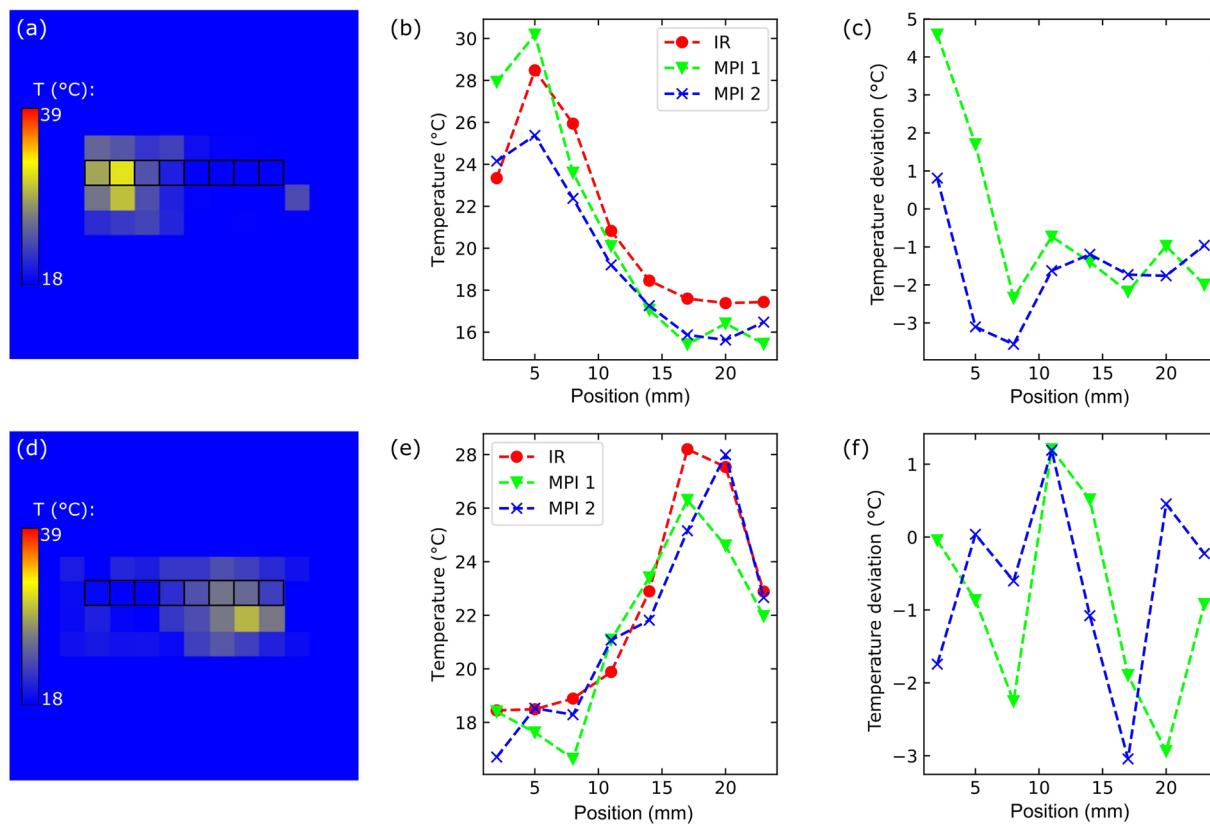 (a)
T (°C):
39
18
(b)
IR
MPI 1
MPI 2
30
28
26
24
22
20
18
16
Temperature (°C)
5 10 15 20
Position (mm)
(c)
5
4
3
2
1
0
−1
−2
−3
Temperature deviation (°C)
5 10 15 20
Position (mm)
(d)
T (°C):
39
18
(e)
IR
MPI 1
MPI 2
28
26
24
22
20
18
Temperature (°C)
5 10 15 20
Position (mm)
(f)
1
0
−1
−2
−3
Temperature deviation (°C)
5 10 15 20
Position (mm)